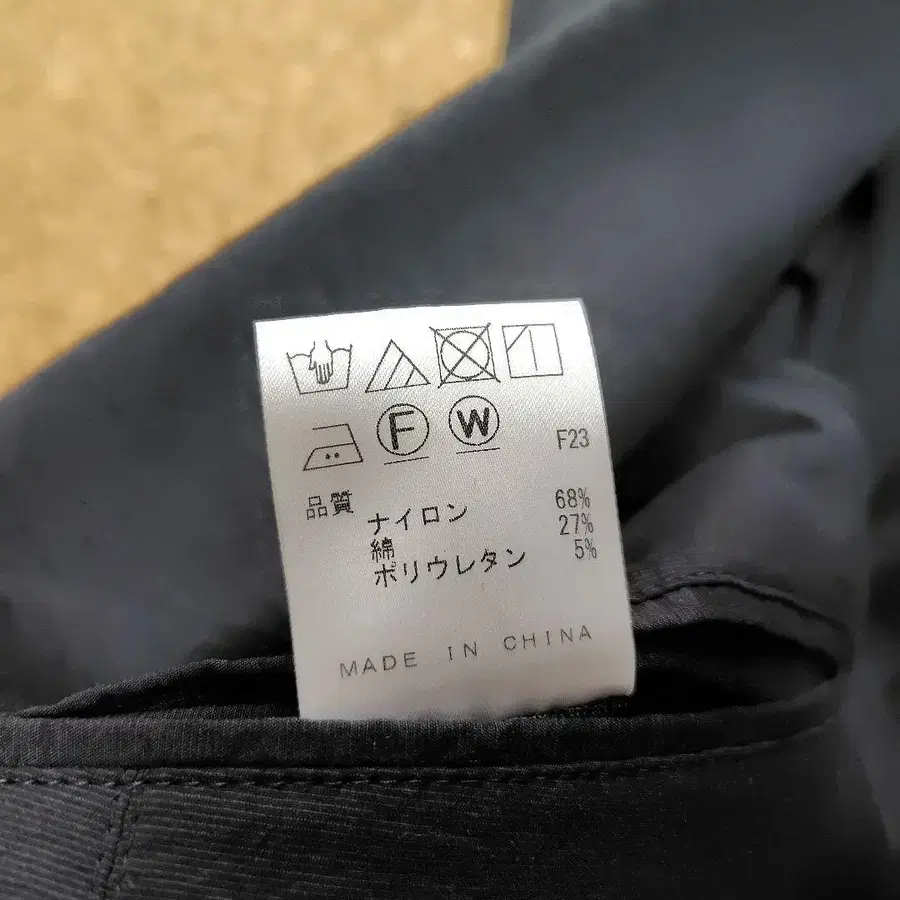 F W
F23
品質
ナイロン 68%
綿 27%
ポリウレタン 5%
MADE IN CHINA